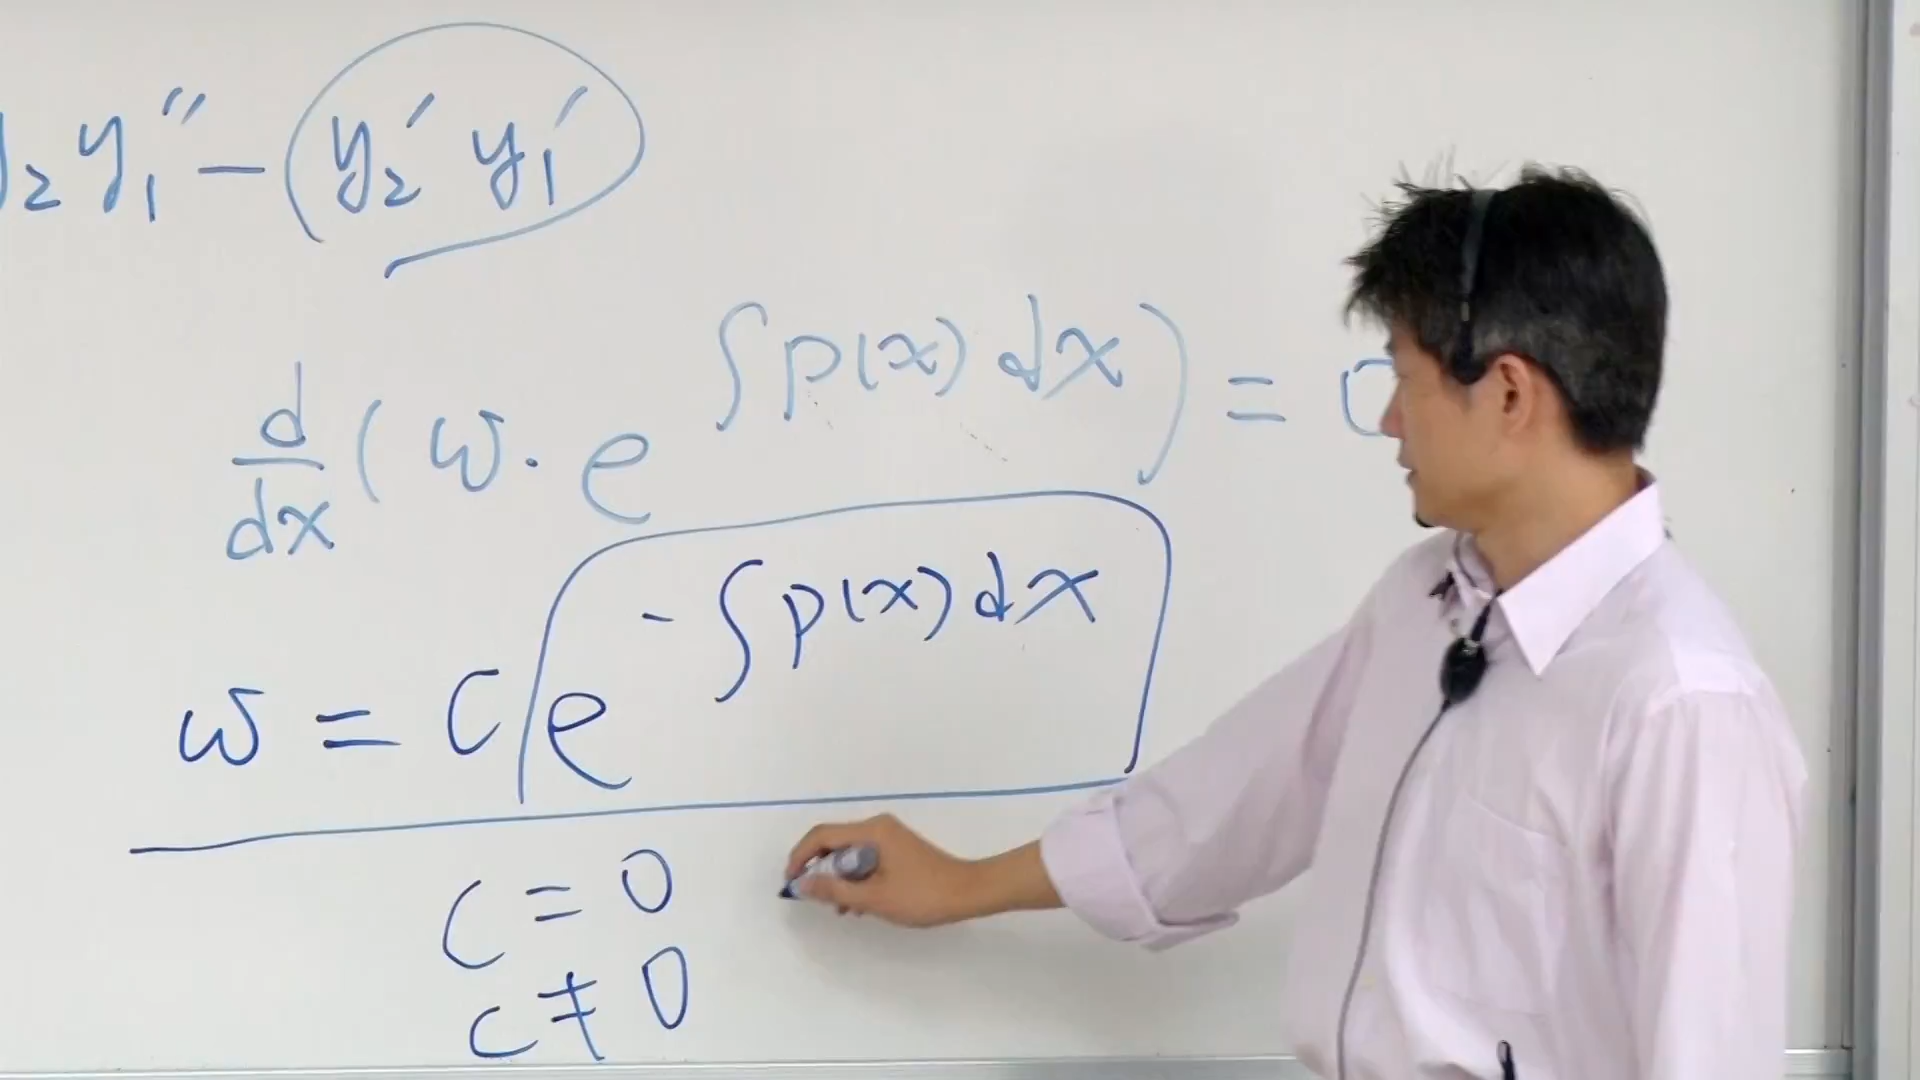 y₂ y₁″ − y₂′ y₁′
d/dx ( w · e^{∫ p(x) dx} ) = 0
w = C e^{−∫ p(x) dx}
C = 0
C ≠ 0